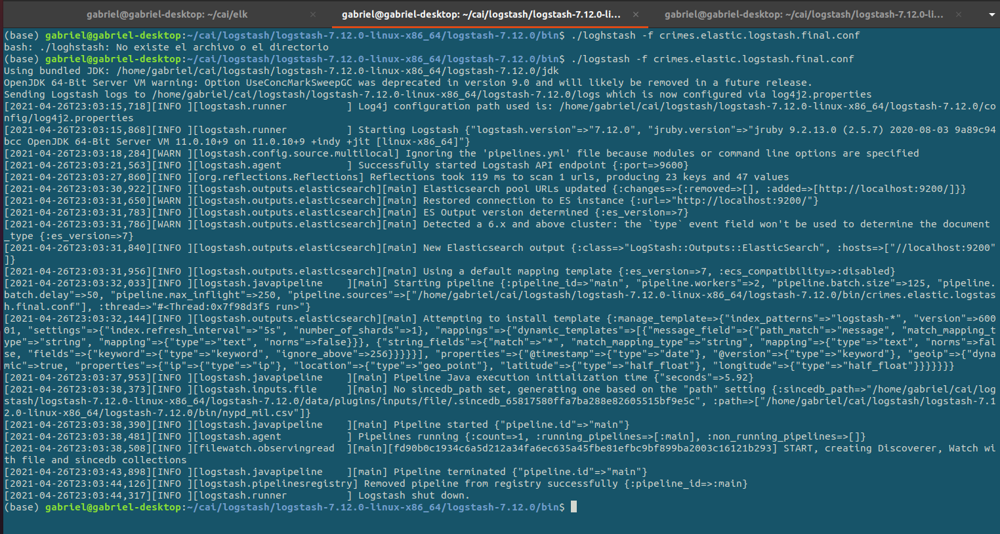 gabriel@gabriel-desktop: ~/cai/elk
gabriel@gabriel-desktop: ~/cai/logstash/logstash-7.12.0-li...
gabriel@gabriel-desktop: ~/cai/logstash/logstash-7.12.0-li...
(base) gabriel@gabriel-desktop:~/cai/logstash/logstash-7.12.0-linux-x86_64/logstash-7.12.0/bin$ ./loghstash -f crimes.elastic.logstash.final.conf
bash: ./loghstash: No existe el archivo o el directorio
(base) gabriel@gabriel-desktop:~/cai/logstash/logstash-7.12.0-linux-x86_64/logstash-7.12.0/bin$ ./logstash -f crimes.elastic.logstash.final.conf
Using bundled JDK: /home/gabriel/cai/logstash/logstash-7.12.0-linux-x86_64/logstash-7.12.0/jdk
OpenJDK 64-Bit Server VM warning: Option UseConcMarkSweepGC was deprecated in version 9.0 and will likely be removed in a future release.
Sending Logstash logs to /home/gabriel/cai/logstash/logstash-7.12.0-linux-x86_64/logstash-7.12.0/logs which is now configured via log4j2.properties
[2021-04-26T23:03:15,718][INFO ][logstash.runner          ] Log4j configuration path used is: /home/gabriel/cai/logstash/logstash-7.12.0-linux-x86_64/logstash-7.12.0/co
nfig/log4j2.properties
[2021-04-26T23:03:15,868][INFO ][logstash.runner          ] Starting Logstash {"logstash.version"=>"7.12.0", "jruby.version"=>"jruby 9.2.13.0 (2.5.7) 2020-08-03 9a89c94
bcc OpenJDK 64-Bit Server VM 11.0.10+9 on 11.0.10+9 +indy +jit [linux-x86_64]"}
[2021-04-26T23:03:18,284][WARN ][logstash.config.source.multilocal] Ignoring the 'pipelines.yml' file because modules or command line options are specified
[2021-04-26T23:03:21,563][INFO ][logstash.agent           ] Successfully started Logstash API endpoint {:port=>9600}
[2021-04-26T23:03:27,860][INFO ][org.reflections.Reflections] Reflections took 119 ms to scan 1 urls, producing 23 keys and 47 values
[2021-04-26T23:03:30,922][INFO ][logstash.outputs.elasticsearch][main] Elasticsearch pool URLs updated {:changes=>{:removed=>[], :added=>[http://localhost:9200/]}}
[2021-04-26T23:03:31,650][WARN ][logstash.outputs.elasticsearch][main] Restored connection to ES instance {:url=>"http://localhost:9200/"}
[2021-04-26T23:03:31,783][INFO ][logstash.outputs.elasticsearch][main] ES Output version determined {:es_version=>7}
[2021-04-26T23:03:31,786][WARN ][logstash.outputs.elasticsearch][main] Detected a 6.x and above cluster: the `type` event field won't be used to determine the document
_type {:es_version=>7}
[2021-04-26T23:03:31,840][INFO ][logstash.outputs.elasticsearch][main] New Elasticsearch output {:class=>"LogStash::Outputs::ElasticSearch", :hosts=>["//localhost:9200"
]}
[2021-04-26T23:03:31,956][INFO ][logstash.outputs.elasticsearch][main] Using a default mapping template {:es_version=>7, :ecs_compatibility=>:disabled}
[2021-04-26T23:03:32,033][INFO ][logstash.javapipeline    ][main] Starting pipeline {:pipeline_id=>"main", "pipeline.workers"=>2, "pipeline.batch.size"=>125, "pipeline.
batch.delay"=>50, "pipeline.max_inflight"=>250, "pipeline.sources"=>["/home/gabriel/cai/logstash/logstash-7.12.0-linux-x86_64/logstash-7.12.0/bin/crimes.elastic.logstas
h.final.conf"], :thread=>"#<Thread:0x7f98d3f5 run>"}
[2021-04-26T23:03:32,144][INFO ][logstash.outputs.elasticsearch][main] Attempting to install template {:manage_template=>{"index_patterns"=>"logstash-*", "version"=>600
01, "settings"=>{"index.refresh_interval"=>"5s", "number_of_shards"=>1}, "mappings"=>{"dynamic_templates"=>[{"message_field"=>{"path_match"=>"message", "match_mapping_t
ype"=>"string", "mapping"=>{"type"=>"text", "norms"=>false}}}, {"string_fields"=>{"match"=>"*", "match_mapping_type"=>"string", "mapping"=>{"type"=>"text", "norms"=>fal
se, "fields"=>{"keyword"=>{"type"=>"keyword", "ignore_above"=>256}}}}}], "properties"=>{"@timestamp"=>{"type"=>"date"}, "@version"=>{"type"=>"keyword"}, "geoip"=>{"dyna
mic"=>true, "properties"=>{"ip"=>{"type"=>"ip"}, "location"=>{"type"=>"geo_point"}, "latitude"=>{"type"=>"half_float"}, "longitude"=>{"type"=>"half_float"}}}}}}}
[2021-04-26T23:03:37,953][INFO ][logstash.javapipeline    ][main] Pipeline Java execution initialization time {"seconds"=>5.92}
[2021-04-26T23:03:38,373][INFO ][logstash.inputs.file     ][main] No sincedb_path set, generating one based on the "path" setting {:sincedb_path=>"/home/gabriel/cai/log
stash/logstash-7.12.0-linux-x86_64/logstash-7.12.0/data/plugins/inputs/file/.sincedb_65817580ffa7ba288e82605515bf9e5c", :path=>["/home/gabriel/cai/logstash/logstash-7.1
2.0-linux-x86_64/logstash-7.12.0/bin/nypd_mil.csv"]}
[2021-04-26T23:03:38,390][INFO ][logstash.javapipeline    ][main] Pipeline started {"pipeline.id"=>"main"}
[2021-04-26T23:03:38,481][INFO ][logstash.agent           ] Pipelines running {:count=>1, :running_pipelines=>[:main], :non_running_pipelines=>[]}
[2021-04-26T23:03:38,508][INFO ][filewatch.observingread  ][main][fd90b0c1934c6a5d212a34fa6ec635a45fbe81efbc9bf899ba2003c16121b293] START, creating Discoverer, Watch wi
th file and sincedb collections
[2021-04-26T23:03:43,898][INFO ][logstash.javapipeline    ][main] Pipeline terminated {"pipeline.id"=>"main"}
[2021-04-26T23:03:44,126][INFO ][logstash.pipelinesregistry] Removed pipeline from registry successfully {:pipeline_id=>:main}
[2021-04-26T23:03:44,317][INFO ][logstash.runner          ] Logstash shut down.
(base) gabriel@gabriel-desktop:~/cai/logstash/logstash-7.12.0-linux-x86_64/logstash-7.12.0/bin$